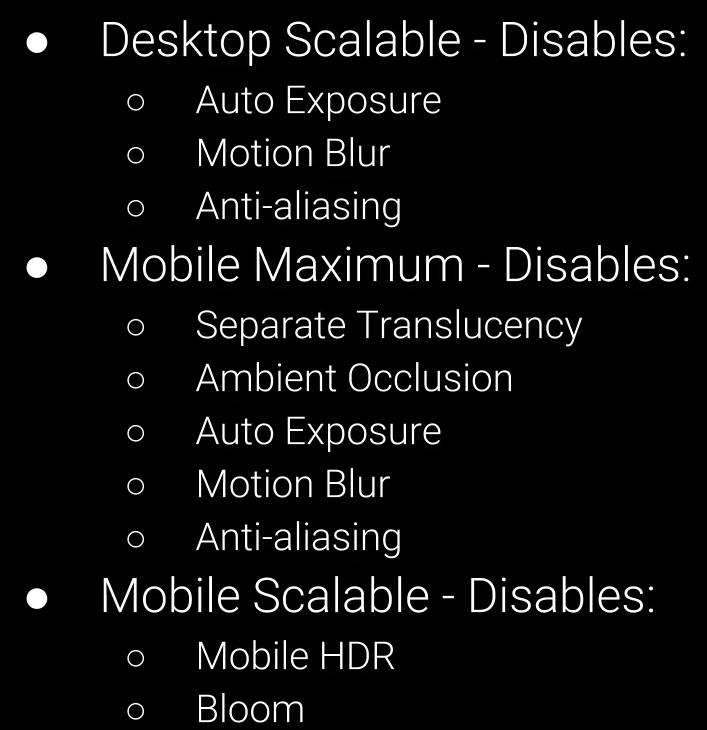 ● Desktop Scalable - Disables:
○ Auto Exposure
○ Motion Blur
○ Anti-aliasing
● Mobile Maximum - Disables:
○ Separate Translucency
○ Ambient Occlusion
○ Auto Exposure
○ Motion Blur
○ Anti-aliasing
● Mobile Scalable - Disables:
○ Mobile HDR
○ Bloom